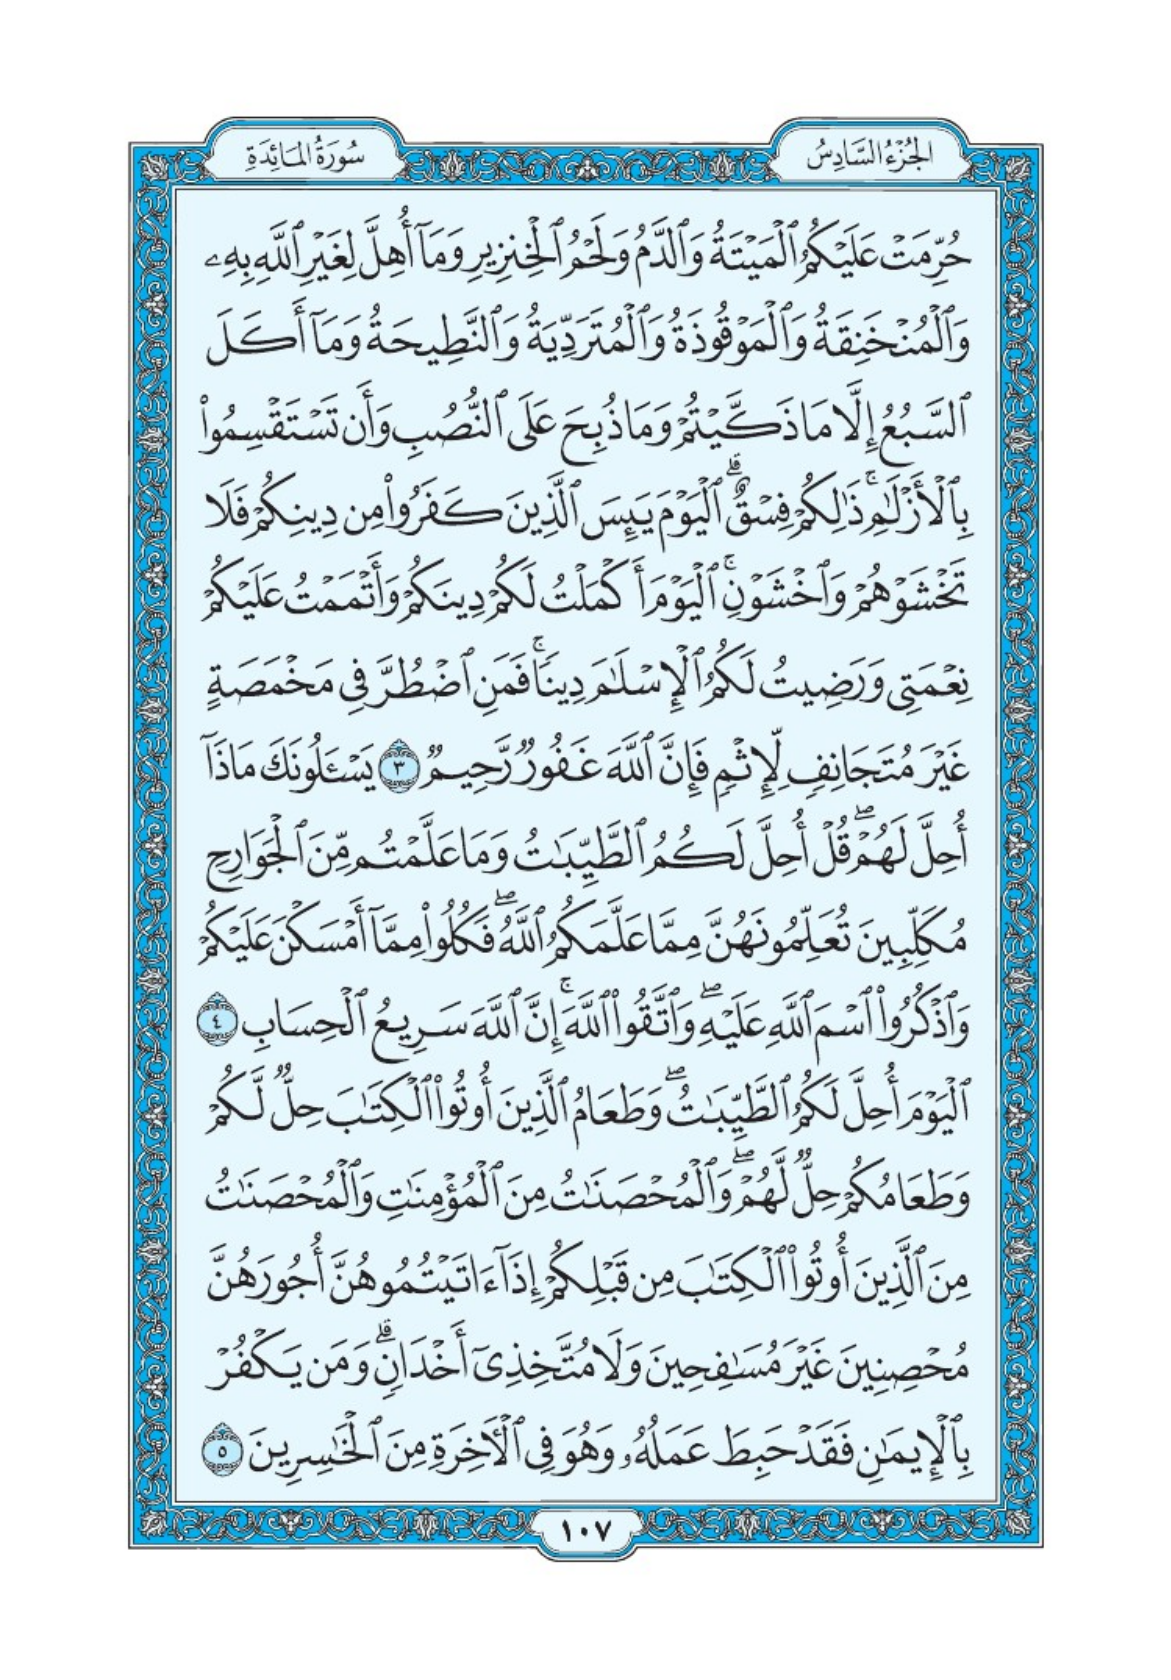 الجُزْءُ السَّادِسُ
سُورَةُ المَائِدَةِ
حُرِّمَتْ عَلَيْكُمُ ٱلْمَيْتَةُ وَٱلدَّمُ وَلَحْمُ ٱلْخِنزِيرِ وَمَآ أُهِلَّ لِغَيْرِ ٱللَّهِ بِهِۦ
وَٱلْمُنْخَنِقَةُ وَٱلْمَوْقُوذَةُ وَٱلْمُتَرَدِّيَةُ وَٱلنَّطِيحَةُ وَمَآ أَكَلَ
ٱلسَّبُعُ إِلَّا مَا ذَكَّيْتُمْ وَمَا ذُبِحَ عَلَى ٱلنُّصُبِ وَأَن تَسْتَقْسِمُوا۟
بِٱلْأَزْلَٰمِ ۚ ذَٰلِكُمْ فِسْقٌ ۗ ٱلْيَوْمَ يَئِسَ ٱلَّذِينَ كَفَرُوا۟ مِن دِينِكُمْ فَلَا
تَخْشَوْهُمْ وَٱخْشَوْنِ ۚ ٱلْيَوْمَ أَكْمَلْتُ لَكُمْ دِينَكُمْ وَأَتْمَمْتُ عَلَيْكُمْ
نِعْمَتِى وَرَضِيتُ لَكُمُ ٱلْإِسْلَٰمَ دِينًا ۚ فَمَنِ ٱضْطُرَّ فِى مَخْمَصَةٍ
غَيْرَ مُتَجَانِفٍ لِّإِثْمٍ فَإِنَّ ٱللَّهَ غَفُورٌ رَّحِيمٌ ٣ يَسْـَٔلُونَكَ مَاذَآ
أُحِلَّ لَهُمْ ۖ قُلْ أُحِلَّ لَكُمُ ٱلطَّيِّبَٰتُ وَمَا عَلَّمْتُم مِّنَ ٱلْجَوَارِحِ
مُكَلِّبِينَ تُعَلِّمُونَهُنَّ مِمَّا عَلَّمَكُمُ ٱللَّهُ ۖ فَكُلُوا۟ مِمَّآ أَمْسَكْنَ عَلَيْكُمْ
وَٱذْكُرُوا۟ ٱسْمَ ٱللَّهِ عَلَيْهِ ۖ وَٱتَّقُوا۟ ٱللَّهَ ۚ إِنَّ ٱللَّهَ سَرِيعُ ٱلْحِسَابِ ٤
ٱلْيَوْمَ أُحِلَّ لَكُمُ ٱلطَّيِّبَٰتُ ۖ وَطَعَامُ ٱلَّذِينَ أُوتُوا۟ ٱلْكِتَٰبَ حِلٌّ لَّكُمْ
وَطَعَامُكُمْ حِلٌّ لَّهُمْ ۖ وَٱلْمُحْصَنَٰتُ مِنَ ٱلْمُؤْمِنَٰتِ وَٱلْمُحْصَنَٰتُ
مِنَ ٱلَّذِينَ أُوتُوا۟ ٱلْكِتَٰبَ مِن قَبْلِكُمْ إِذَآ ءَاتَيْتُمُوهُنَّ أُجُورَهُنَّ
مُحْصِنِينَ غَيْرَ مُسَٰفِحِينَ وَلَا مُتَّخِذِىٓ أَخْدَانٍ ۗ وَمَن يَكْفُرْ
بِٱلْإِيمَٰنِ فَقَدْ حَبِطَ عَمَلُهُۥ وَهُوَ فِى ٱلْـَٔاخِرَةِ مِنَ ٱلْخَٰسِرِينَ ٥
١٠٧